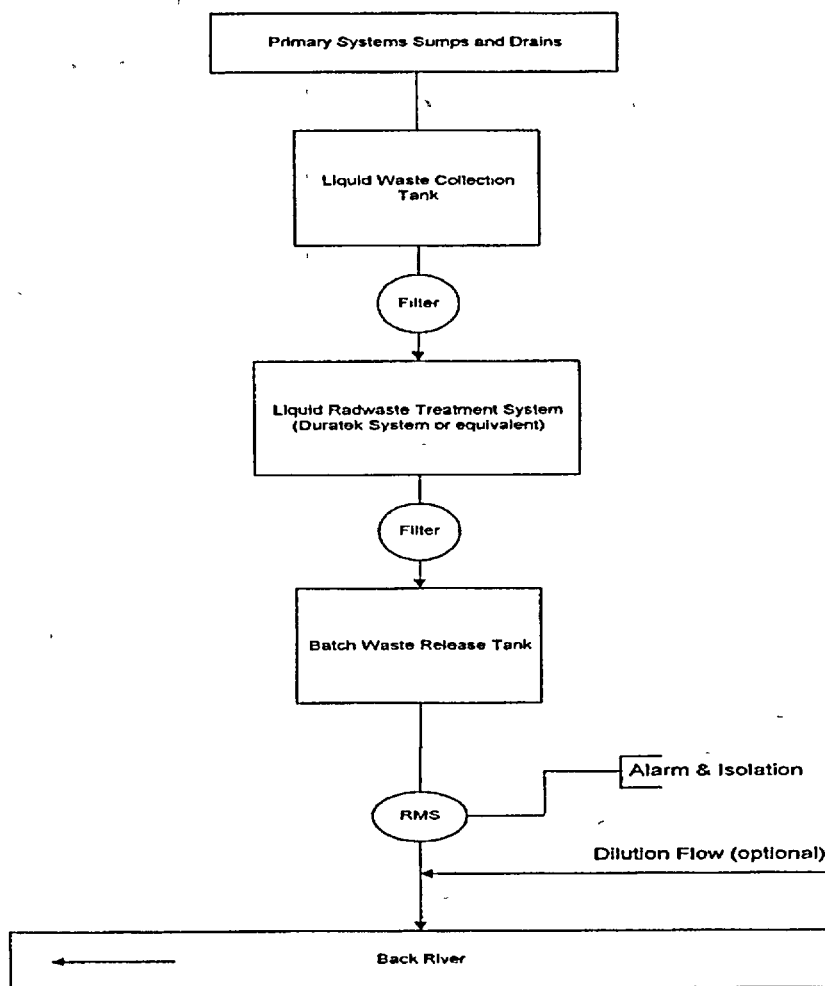 Primary Systems Sumps and Drains
Liquid Waste Collection
Tank
Filter
Liquid Radwaste Treatment System
(Duratek System or equivalent)
Filter
Batch Waste Release Tank
Alarm & Isolation
RMS
Dilution Flow (optional)
Back River